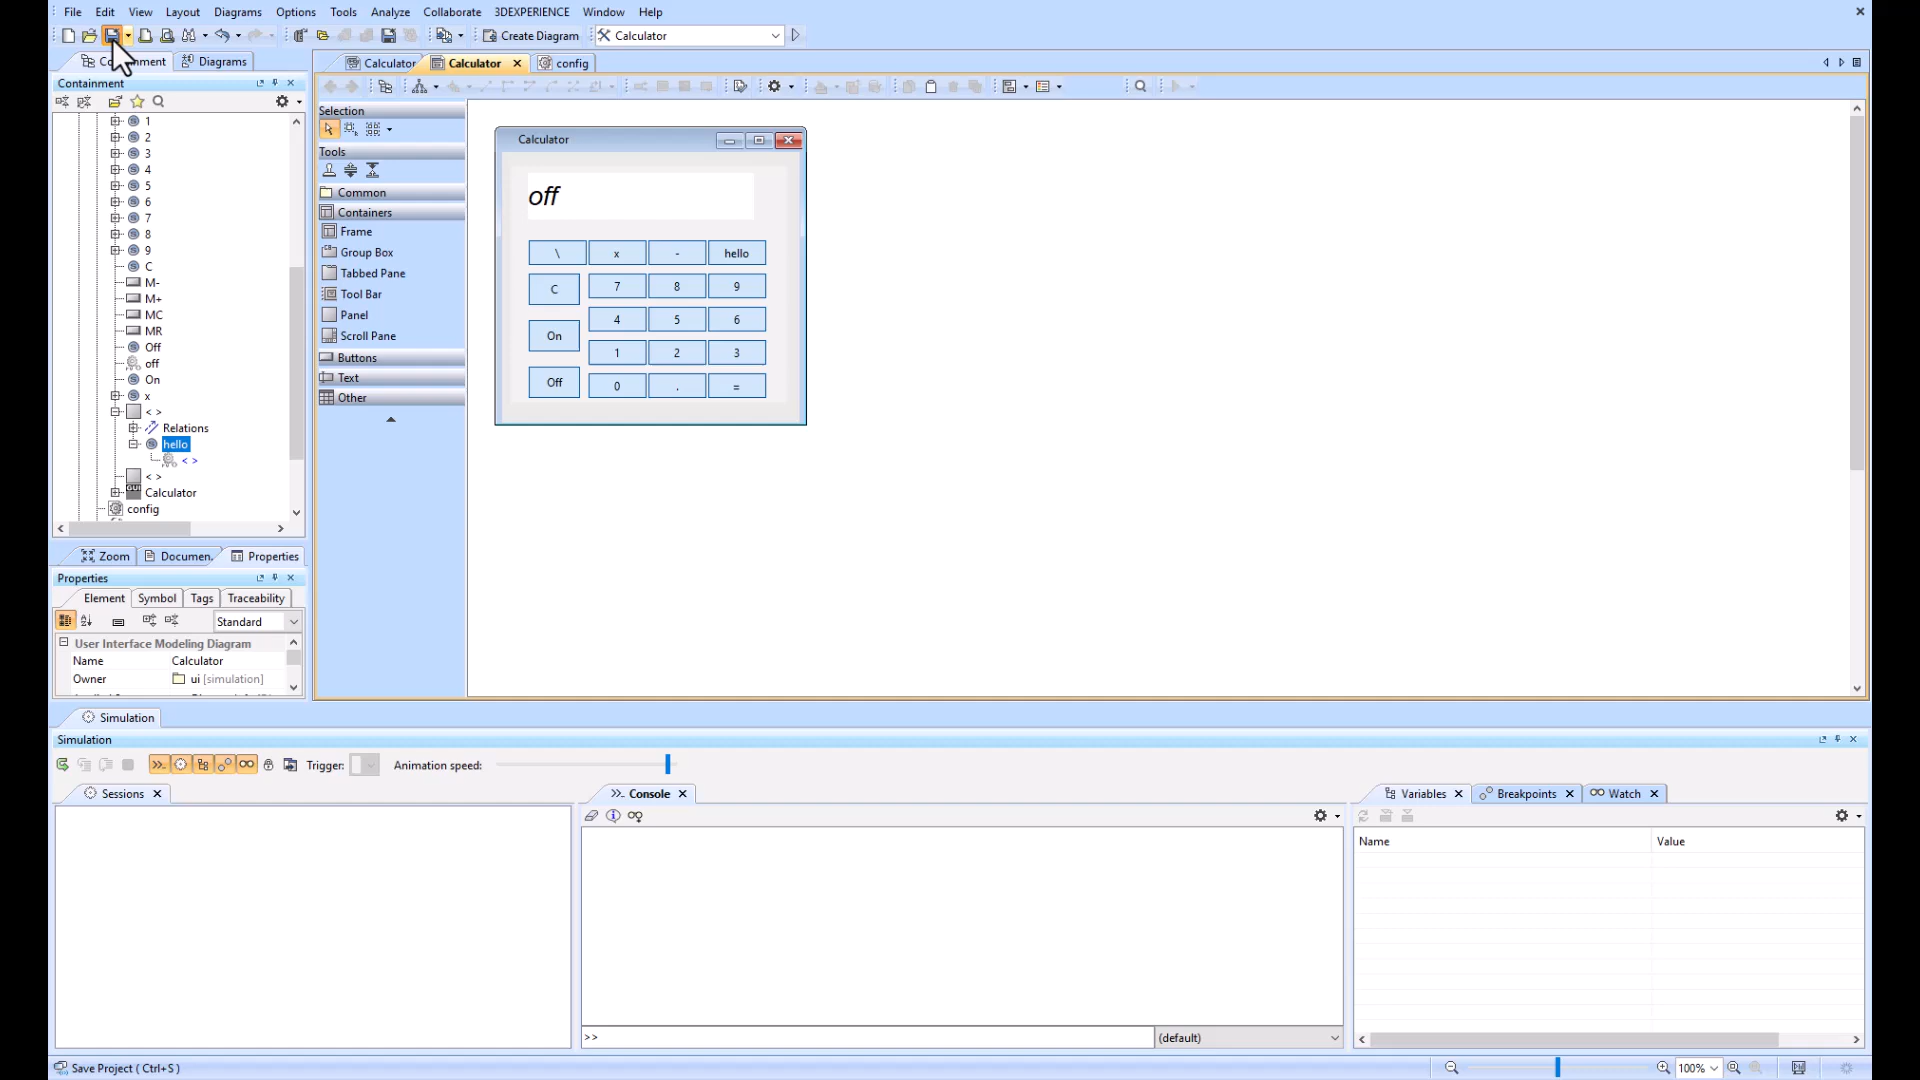 File Edit View Layout Diagrams Options Tools Analyze Collaborate 3DEXPERIENCE Window Help
Create Diagram Calculator
Containment Diagrams
Calculator Calculator config
Containment
Selection
Tools
Common
Containers
Frame
Group Box
Tabbed Pane
Tool Bar
Panel
Scroll Pane
Buttons
Text
Other
1
2
3
4
5
6
7
8
9
C
M-
M+
MC
MR
Off
off
On
x
< >
Relations
hello
< >
< >
Calculator
config
Calculator
off
\ x - hello
C 7 8 9
4 5 6
On
1 2 3
Off 0 . =
Zoom Documen. Properties
Properties
Element Symbol Tags Traceability
Standard
User Interface Modeling Diagram
Name Calculator
Owner ui [simulation]
Simulation
Simulation
Trigger: Animation speed:
Sessions Console Variables Breakpoints Watch
Name Value
>> (default)
Save Project ( Ctrl+S ) 100%